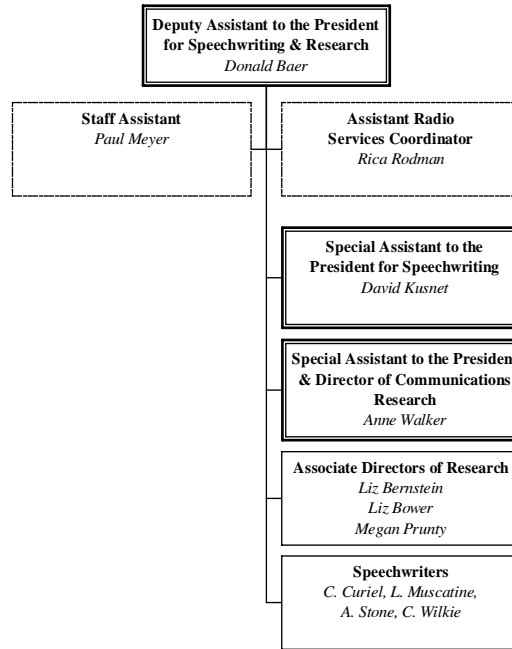 Deputy Assistant to the President
for Speechwriting & Research
Donald Baer
Staff Assistant
Paul Meyer
Assistant Radio
Services Coordinator
Rica Rodman
Special Assistant to the
President for Speechwriting
David Kusnet
Special Assistant to the President
& Director of Communications
Research
Anne Walker
Associate Directors of Research
Liz Bernstein
Liz Bower
Megan Prunty
Speechwriters
C. Curiel, L. Muscatine,
A. Stone, C. Wilkie